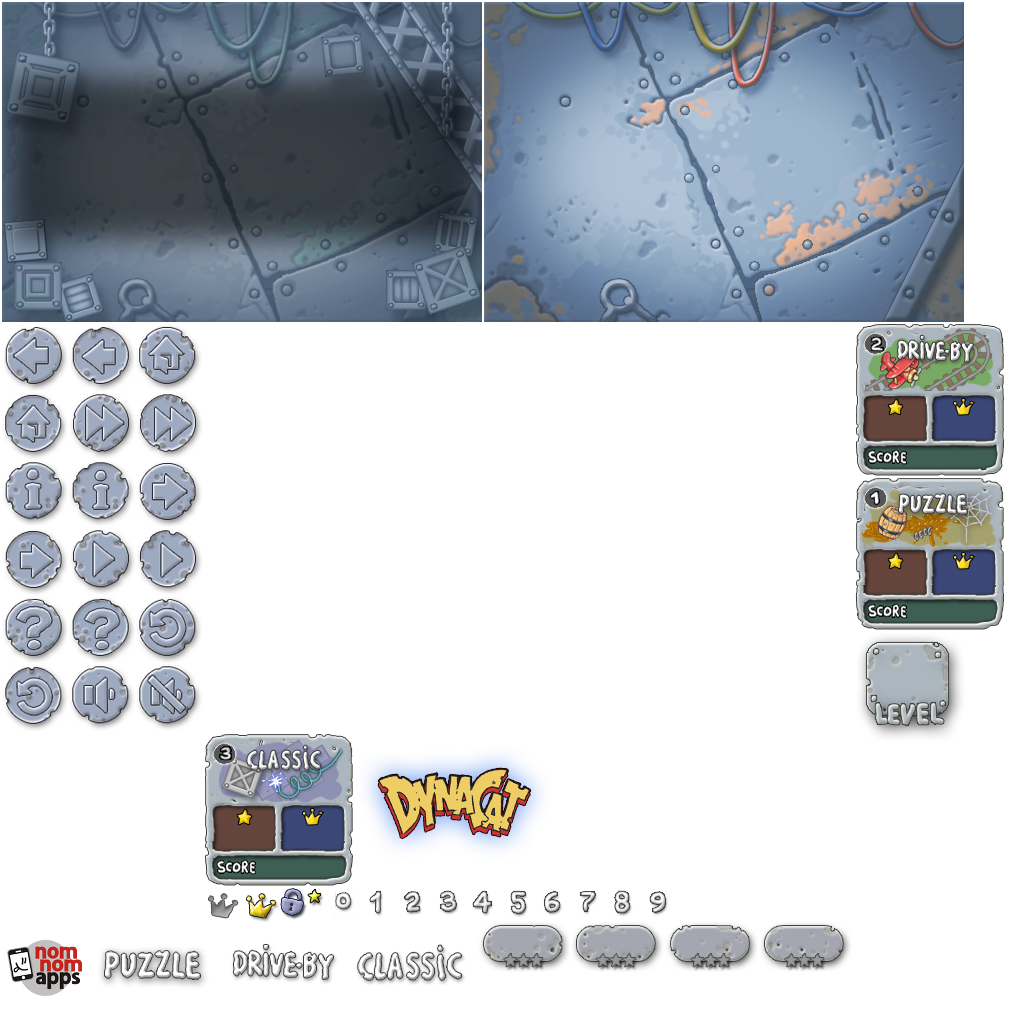 2 DRIVE-BY
SCORE
1 PUZZLE
SCORE
LEVEL
3 CLASSIC
SCORE
DYNACAT
0 1 2 3 4 5 6 7 8 9
nom
nom
apps
PUZZLE DRIVE-BY CLASSIC